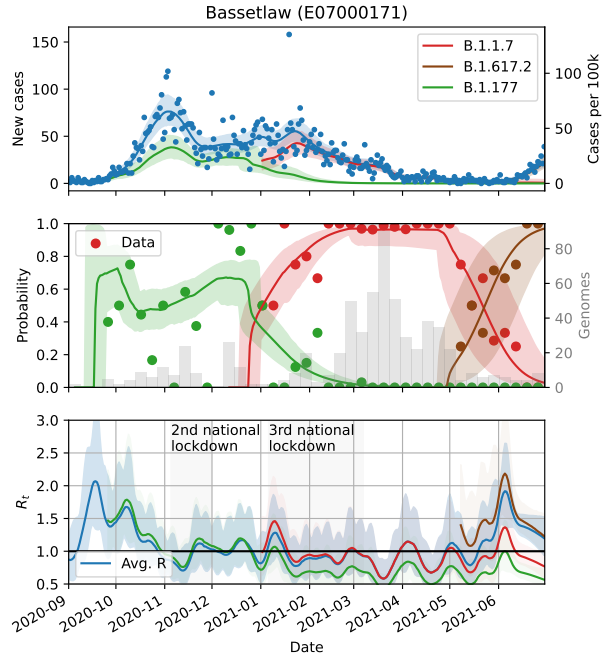 Bassetlaw (E07000171)
150
100
50
0
New cases
B.1.1.7
B.1.617.2
B.1.177
100
50
0
Cases per 100k
1.0
0.8
0.6
0.4
0.2
0.0
Probability
Data
80
60
40
20
0
Genomes
3.0
2.5
2.0
1.5
1.0
0.5
Rt
2nd national
lockdown
3rd national
lockdown
Avg. R
2020-09
2020-10
2020-11
2020-12
2021-01
2021-02
2021-03
2021-04
2021-05
2021-06
Date